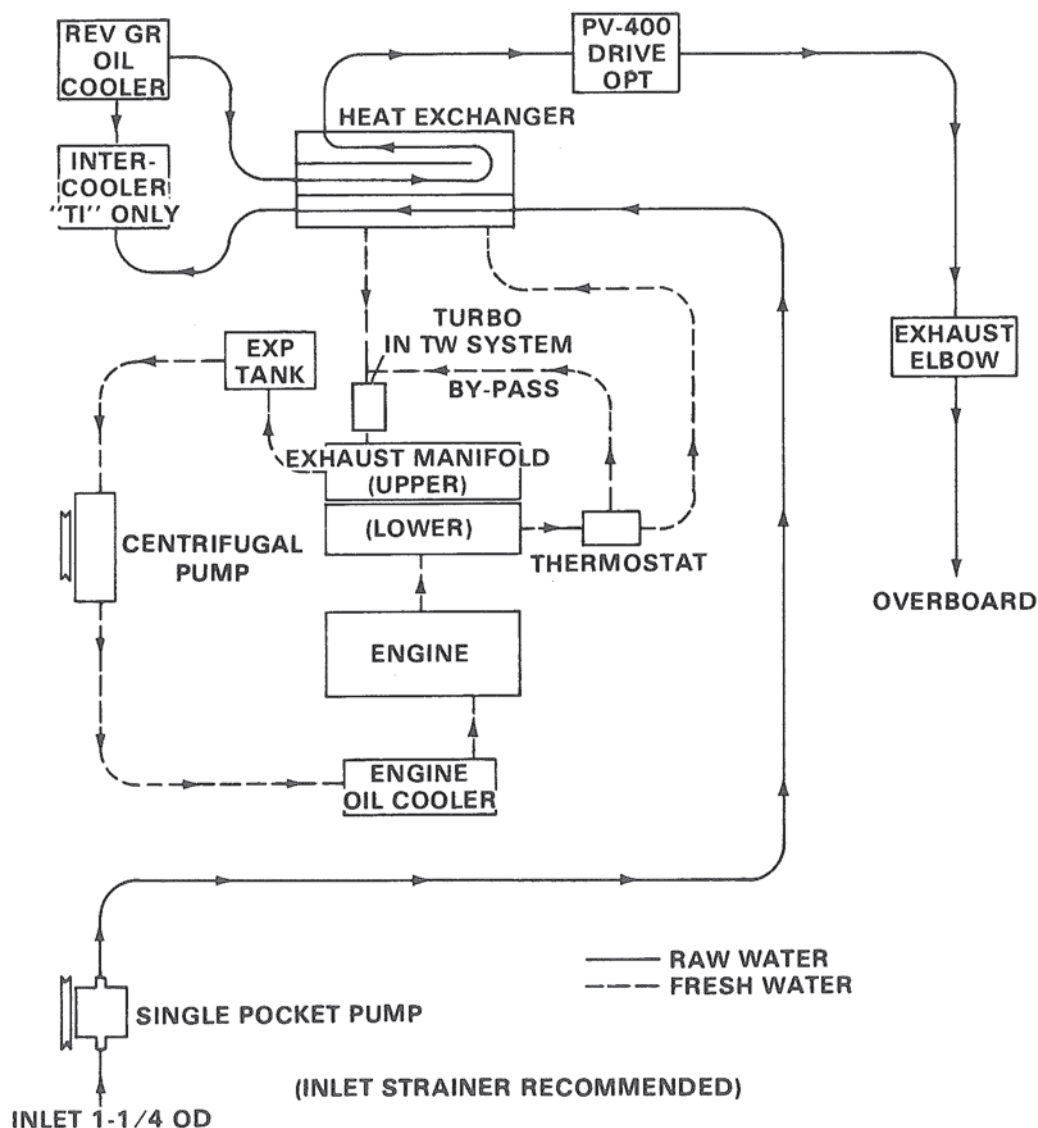 REV GR
OIL
COOLER
PV-400
DRIVE
OPT
HEAT EXCHANGER
INTER-
COOLER
"TI" ONLY
TURBO
IN TW SYSTEM
EXP
TANK
BY-PASS
EXHAUST
ELBOW
EXHAUST MANIFOLD
(UPPER)
(LOWER)
CENTRIFUGAL
PUMP
THERMOSTAT
OVERBOARD
ENGINE
ENGINE
OIL COOLER
RAW WATER
FRESH WATER
SINGLE POCKET PUMP
(INLET STRAINER RECOMMENDED)
INLET 1-1/4 OD